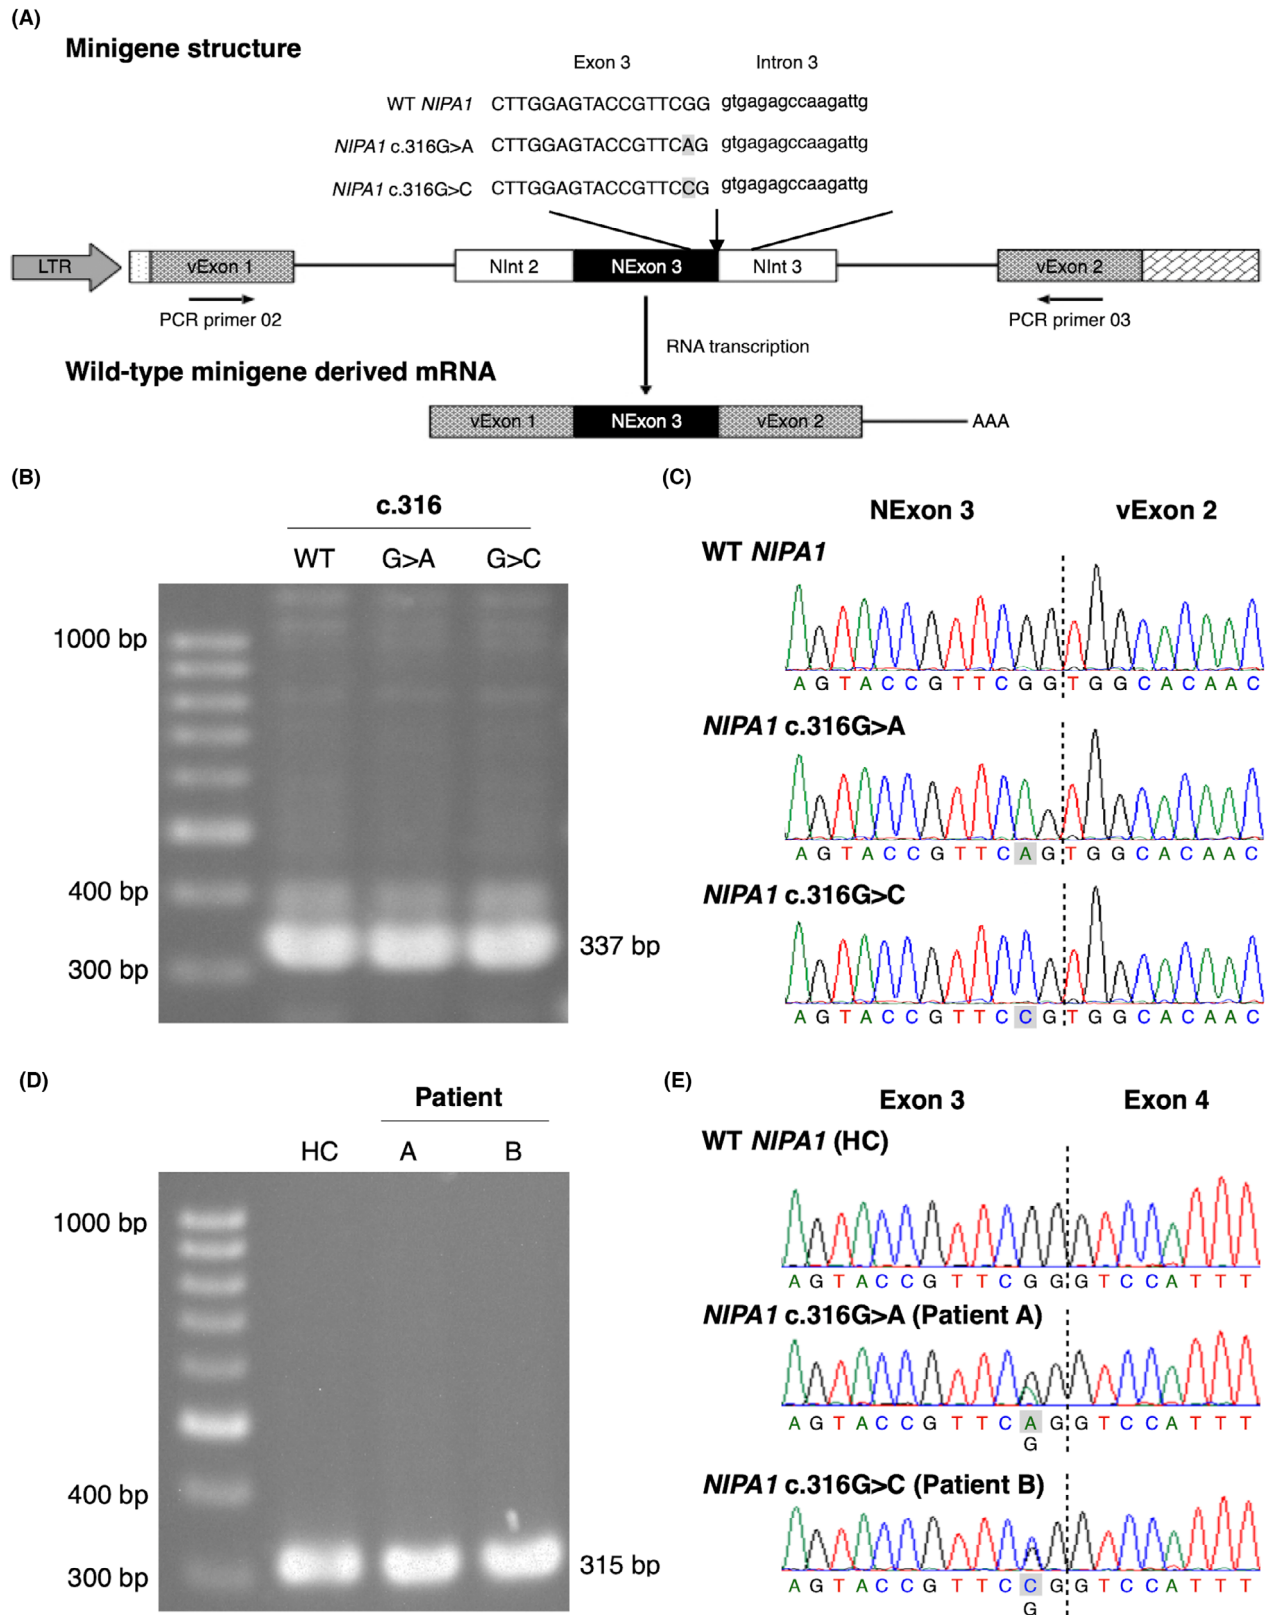 (A)
Minigene structure
Exon 3 Intron 3
WT NIPA1 CTTGGAGTACCGTTCGG gtgagagccaagattg
NIPA1 c.316G>A CTTGGAGTACCGTTCAG gtgagagccaagattg
NIPA1 c.316G>C CTTGGAGTACCGTTCCG gtgagagccaagattg
LTR vExon 1 NInt 2 NExon 3 NInt 3 vExon 2
PCR primer 02 PCR primer 03
RNA transcription
Wild-type minigene derived mRNA
vExon 1 NExon 3 vExon 2 AAA
(B)
c.316
WT G>A G>C
1000 bp
400 bp
337 bp
300 bp
(C)
NExon 3 vExon 2
WT NIPA1
A G T A C C G T T C G G T G G C A C A A C
NIPA1 c.316G>A
A G T A C C G T T C A G T G G C A C A A C
NIPA1 c.316G>C
A G T A C C G T T C C G T G G C A C A A C
(D)
Patient
HC A B
1000 bp
400 bp
315 bp
300 bp
(E)
Exon 3 Exon 4
WT NIPA1 (HC)
A G T A C C G T T C G G G T C C A T T T
NIPA1 c.316G>A (Patient A)
A G T A C C G T T C A G G T C C A T T T
G
NIPA1 c.316G>C (Patient B)
A G T A C C G T T C C G G T C C A T T T
G